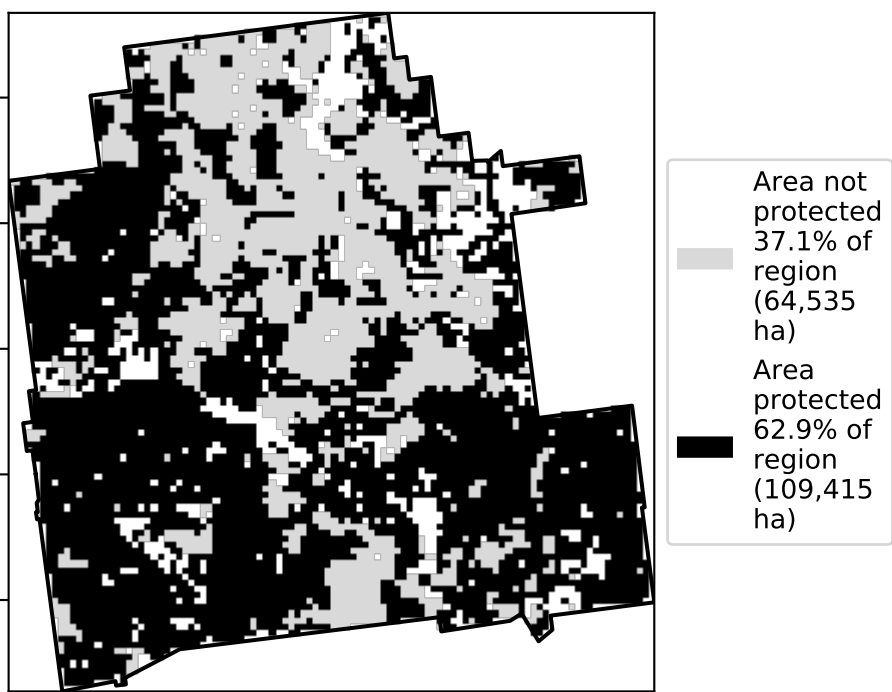 Area not
protected
37.1% of
region
(64,535
ha)
Area
protected
62.9% of
region
(109,415
ha)